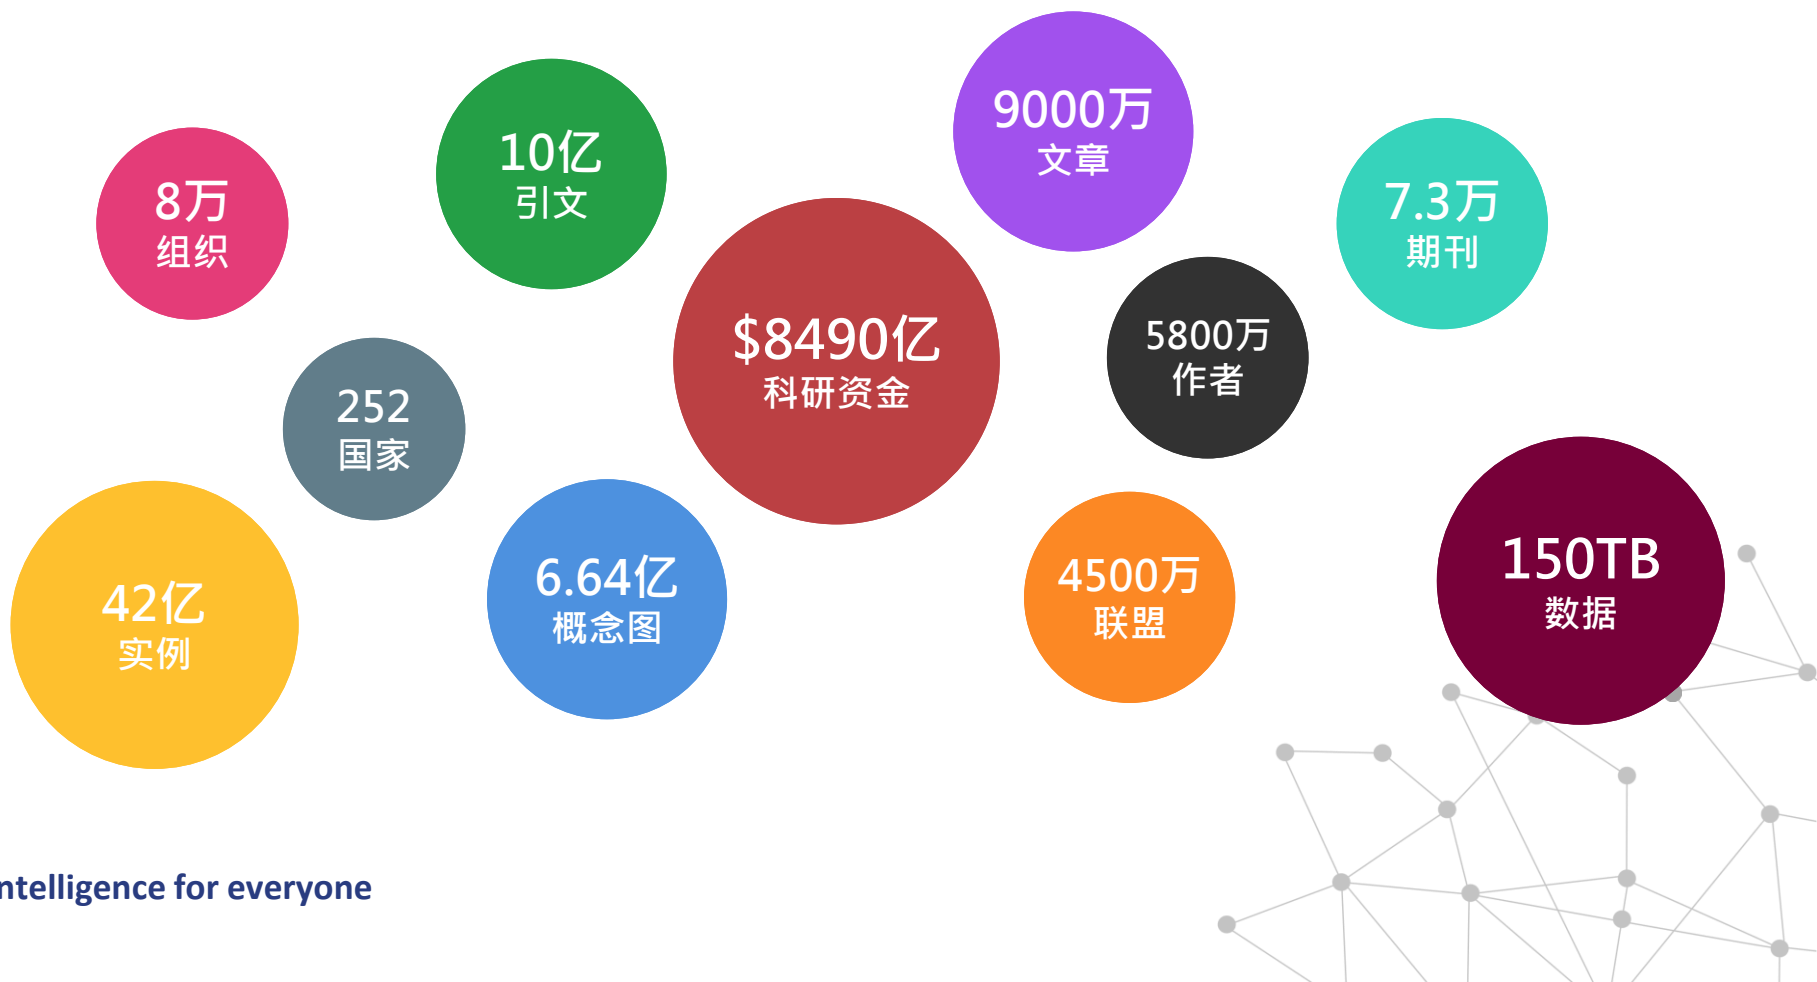 8万
组织
10亿
引文
9000万
文章
7.3万
期刊
$8490亿
科研资金
5800万
作者
252
国家
42亿
实例
6.64亿
概念图
4500万
联盟
150TB
数据
ntelligence for everyone